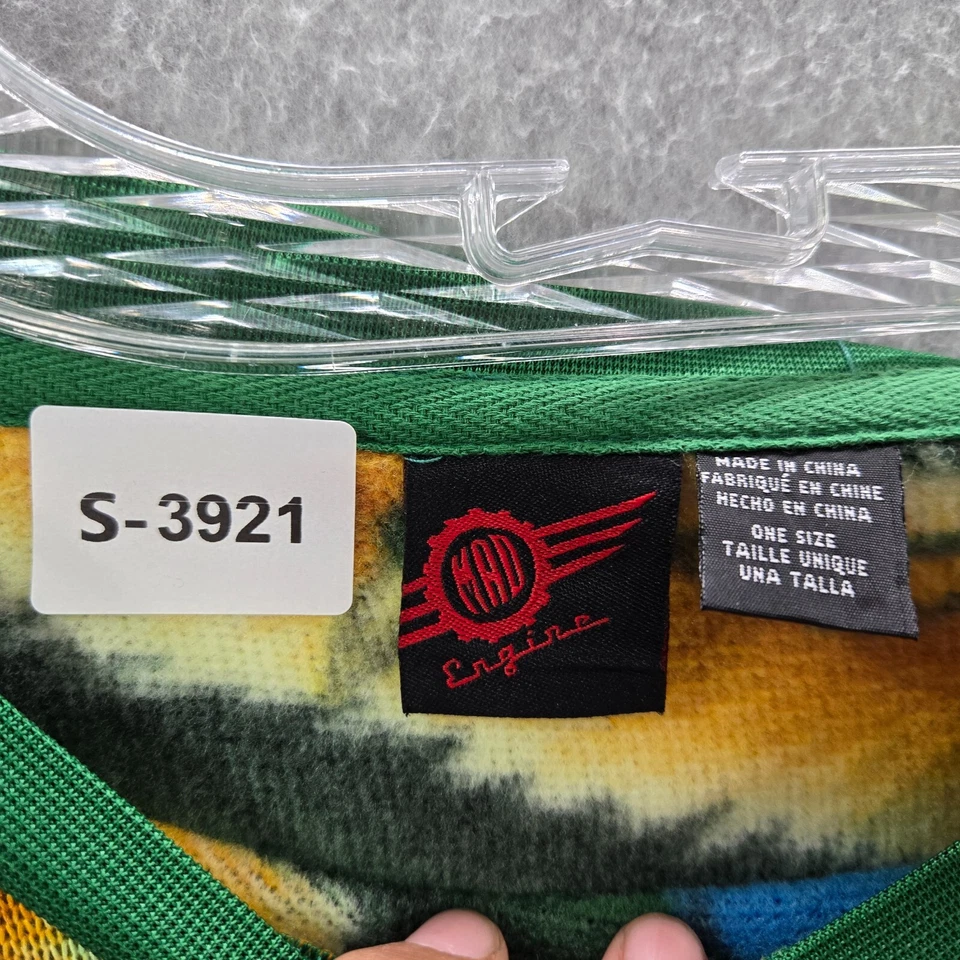 S-3921
MAD
Engine
MADE IN CHINA
FABRIQUÉ EN CHINE
HECHO EN CHINA
ONE SIZE
TAILLE UNIQUE
UNA TALLA